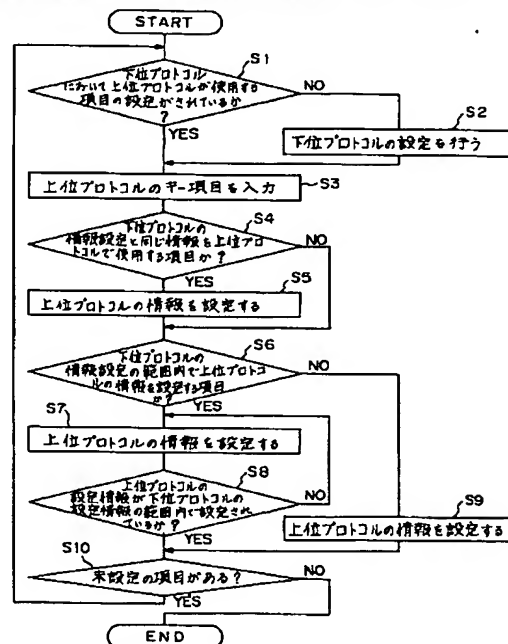 START
S1
下位プロトコル
において上位プロトコルが使用する
項目の設定がされているか
?
NO
YES
S2
下位プロトコルの設定を行う
上位プロトコルのキー項目を入力
S3
S4
下位プロトコルの
情報設定と同じ情報を上位プロ
トコルで使用する項目か?
NO
YES
S5
上位プロトコルの情報を設定する
S6
下位プロトコルの
情報設定の範囲内で上位プロトコ
ルの情報を設定する項目
か?
NO
YES
S7
上位プロトコルの情報を設定する
S8
上位プロトコルの
設定情報が下位プロトコルの
設定情報の範囲内で設定され
ているか?
NO
YES
S9
上位プロトコルの情報を設定する
S10
未設定の項目がある?
NO
YES
END